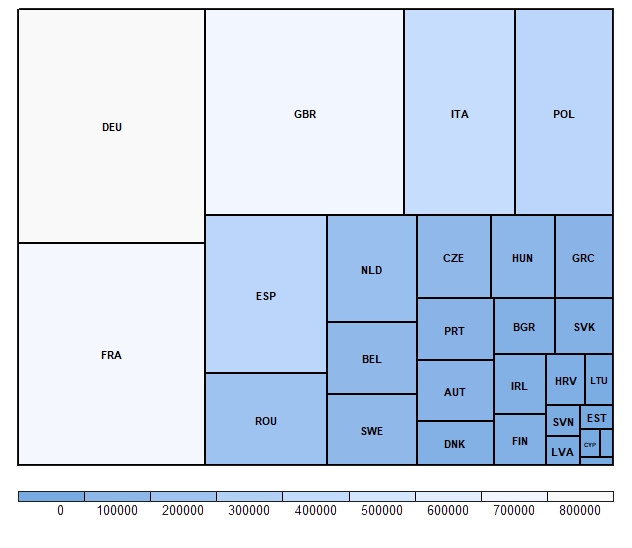 DEU
GBR
ITA
POL
FRA
ESP
NLD
CZE
HUN
GRC
PRT
BGR
SVK
BEL
ROU
SWE
AUT
IRL
HRV
LTU
DNK
FIN
SVN
EST
LVA
CYP
0 100000 200000 300000 400000 500000 600000 700000 800000